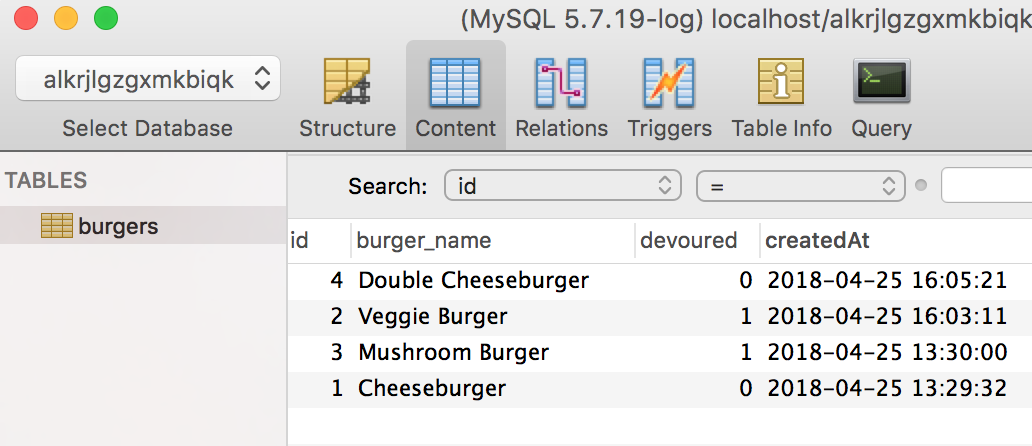 (MySQL 5.7.19-log) localhost/alkrjlgzgxmkbiqk
alkrjlgzgxmkbiqk
Select Database Structure Content Relations Triggers Table Info Query
TABLES
burgers
Search: id =
id burger_name devoured createdAt
4 Double Cheeseburger 0 2018-04-25 16:05:21
2 Veggie Burger 1 2018-04-25 16:03:11
3 Mushroom Burger 1 2018-04-25 13:30:00
1 Cheeseburger 0 2018-04-25 13:29:32